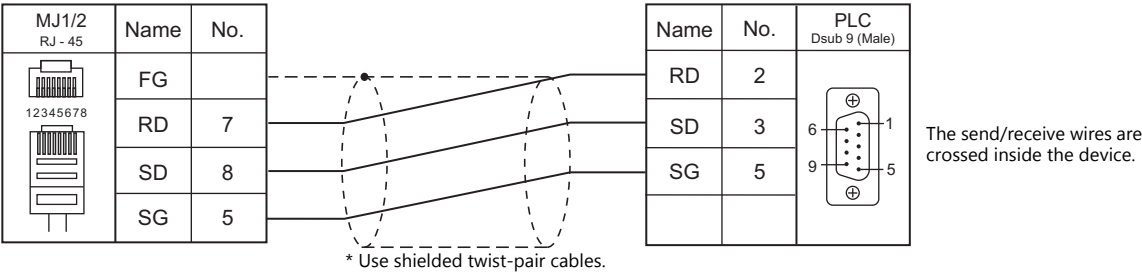 MJ1/2
RJ - 45
Name No.
FG
RD 7
SD 8
SG 5
12345678
Name No. PLC
Dsub 9 (Male)
RD 2
SD 3
SG 5
6 1
9 5
The send/receive wires are
crossed inside the device.
* Use shielded twist-pair cables.